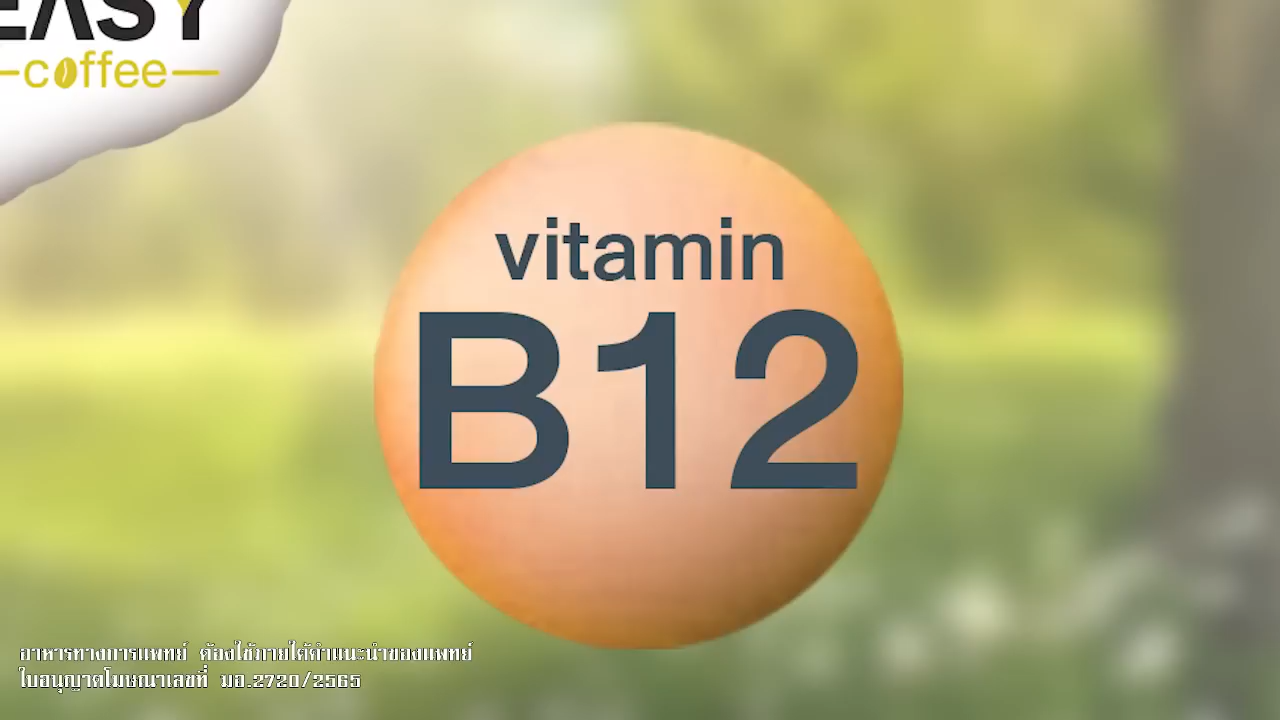 EASY
coffee
vitamin
B12
อาหารทางการแพทย์ ต้องใช้ภายใต้คำแนะนำของแพทย์
ใบอนุญาตโฆษณาเลขที่ มอ.2720/2565